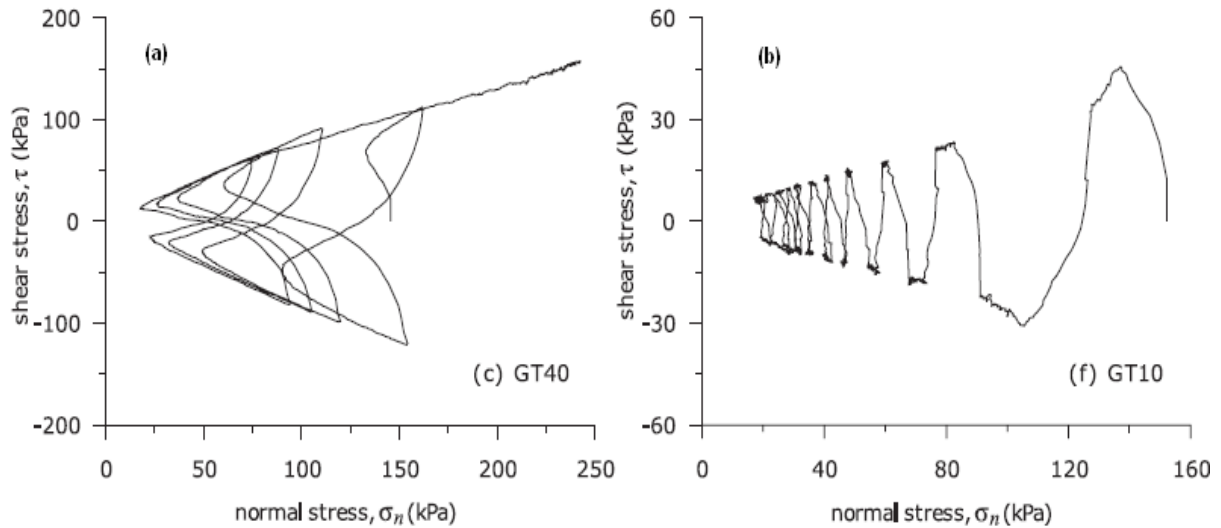 (a)
200
100
0
-100
-200
shear stress, τ (kPa)
(c) GT40
0
50
100
150
200
250
normal stress, σn (kPa)
(b)
60
30
0
-30
-60
shear stress, τ (kPa)
(f) GT10
0
40
80
120
160
normal stress, σn (kPa)